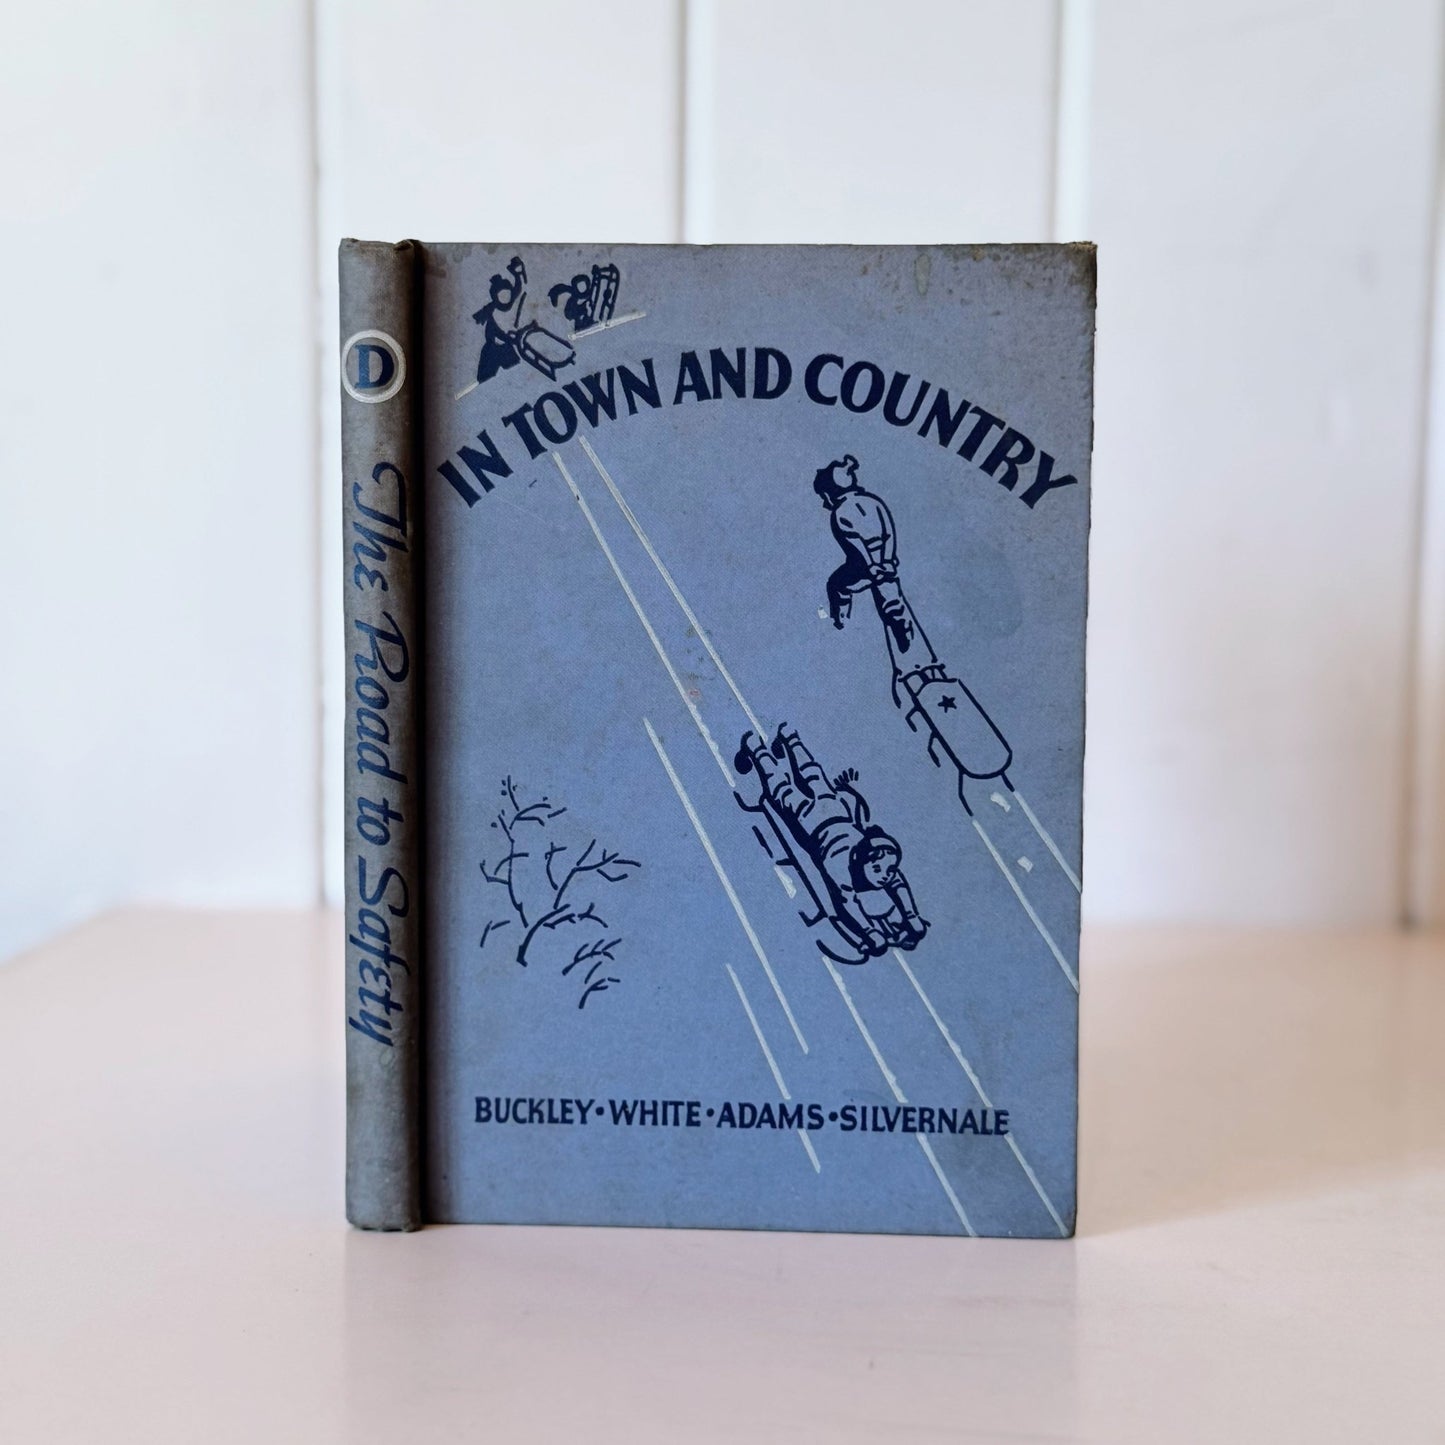 D
The Road to Safety
IN TOWN AND COUNTRY
BUCKLEY • WHITE • ADAMS • SILVERNALE